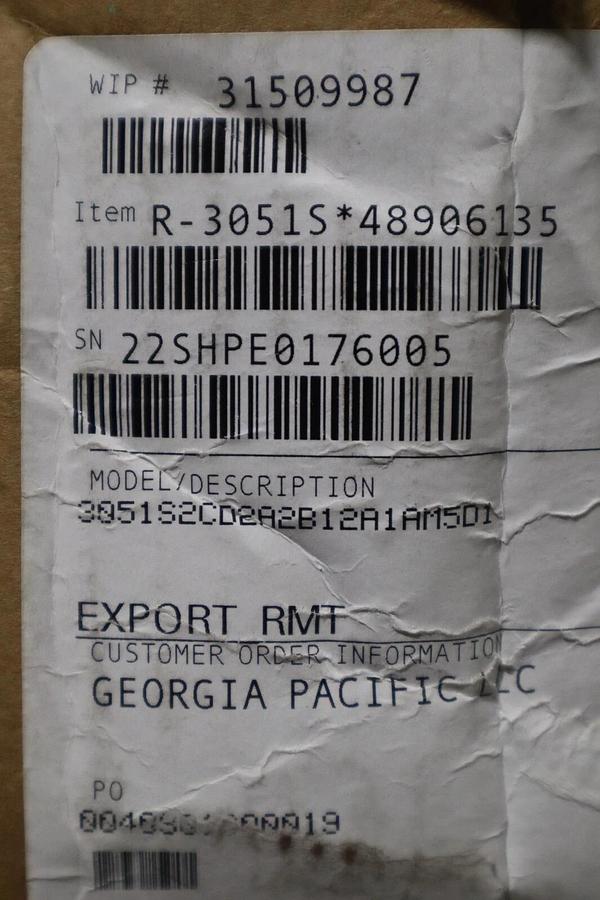 WIP # 31509987
Item R-3051S*48906135
SN 22SHPE0176005
MODEL/DESCRIPTION
3051S2CD2A2B12A1AM5D1
EXPORT RMT
CUSTOMER ORDER INFORMATION
GEORGIA PACIFIC LLC
PO